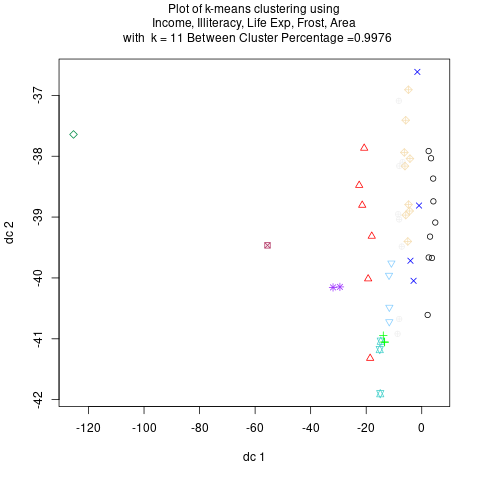 Plot of k-means clustering using
Income, Illiteracy, Life Exp, Frost, Area
with  k = 11 Between Cluster Percentage =0.9976
-37
-38
-39
-40
-41
-42
dc 2
-120
-100
-80
-60
-40
-20
0
dc 1